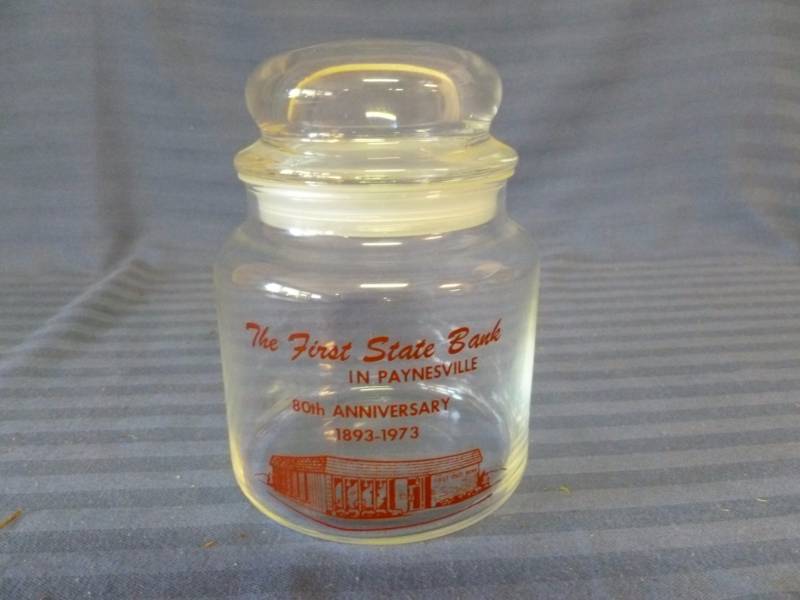 The First State Bank
IN PAYNESVILLE
80th ANNIVERSARY
1893-1973